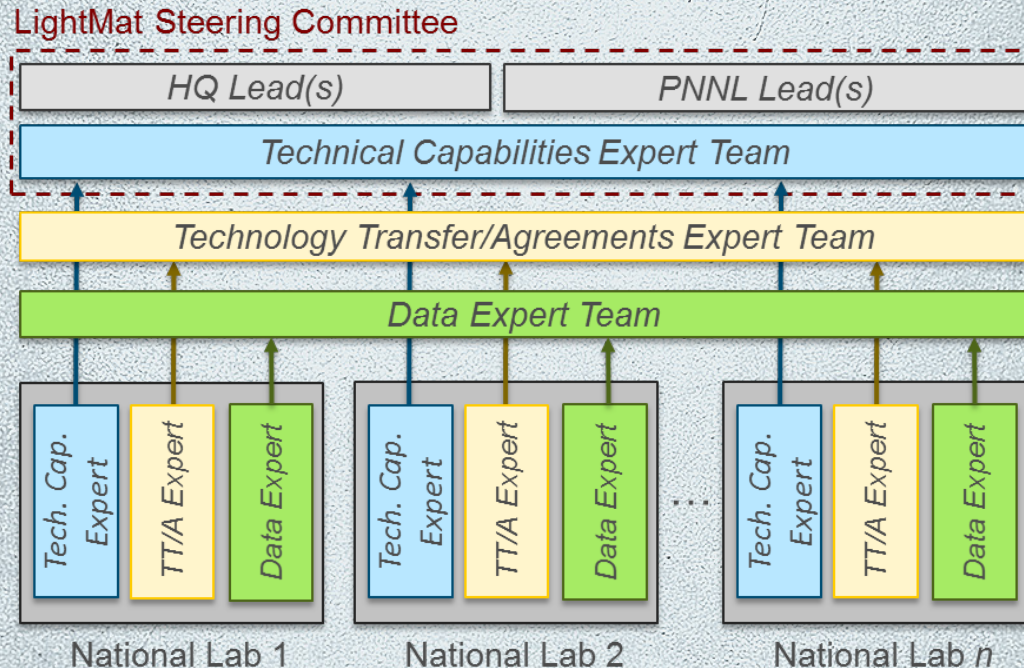 LightMat Steering Committee
HQ Lead(s)
PNNL Lead(s)
Technical Capabilities Expert Team
Technology Transfer/Agreements Expert Team
Data Expert Team
Tech. Cap.
Expert
TT/A Expert
Data Expert
Tech. Cap.
Expert
TT/A Expert
Data Expert
...
Tech. Cap.
Expert
TT/A Expert
Data Expert
National Lab 1
National Lab 2
National Lab n